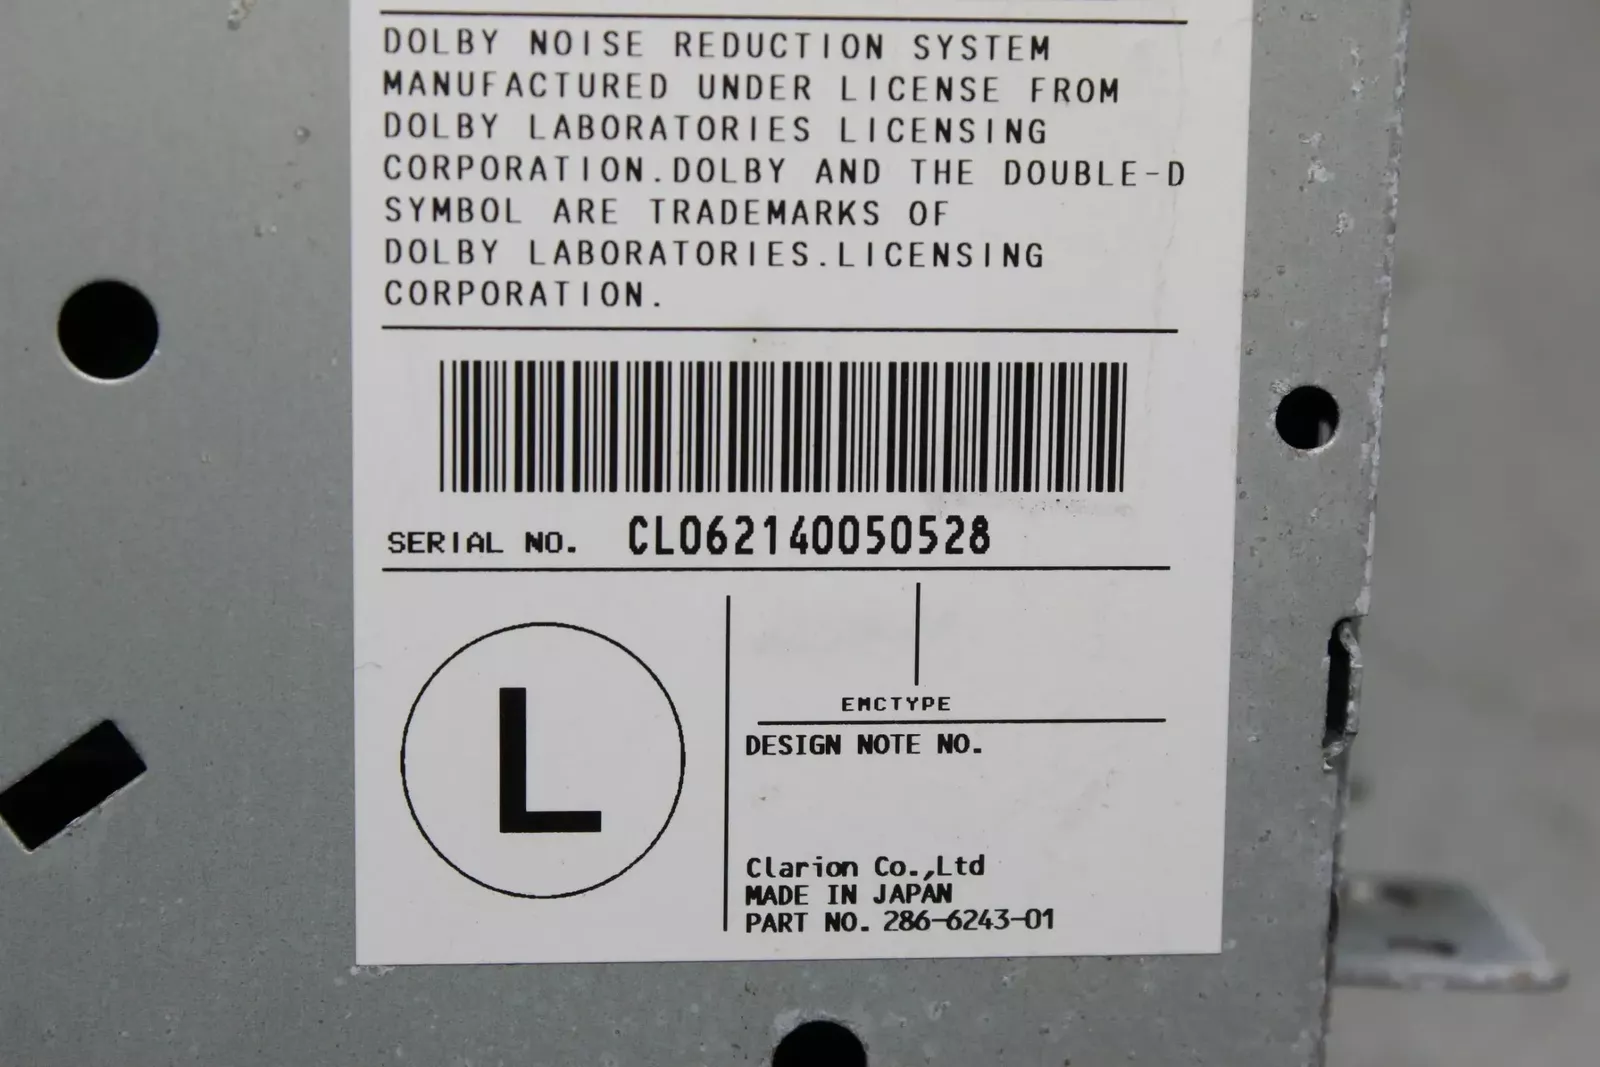 DOLBY NOISE REDUCTION SYSTEM
MANUFACTURED UNDER LICENSE FROM
DOLBY LABORATORIES LICENSING
CORPORATION.DOLBY AND THE DOUBLE-D
SYMBOL ARE TRADEMARKS OF
DOLBY LABORATORIES.LICENSING
CORPORATION.
SERIAL NO. CL062140050528
L
EMCTYPE
DESIGN NOTE NO.
Clarion Co.,Ltd
MADE IN JAPAN
PART NO. 286-6243-01